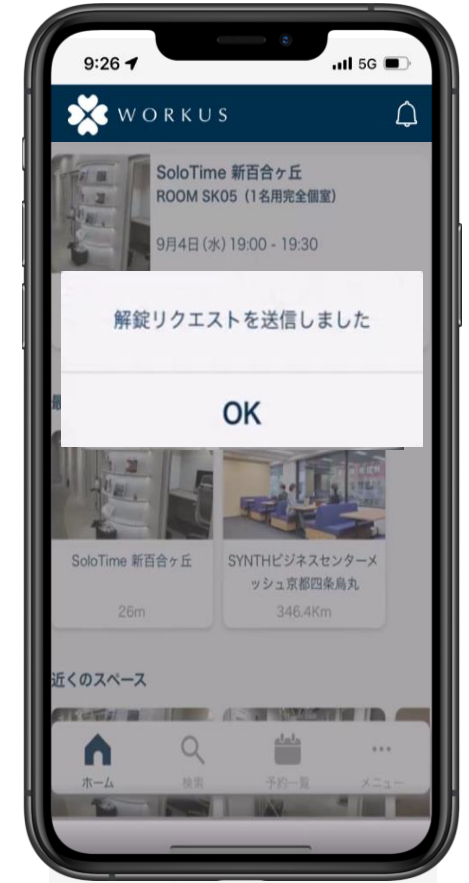 9:26
5G
WORKUS
SoloTime 新百合ヶ丘
ROOM SK05（1名用完全個室）
9月4日（水）19:00 - 19:30
解錠リクエストを送信しました
OK
SoloTime 新百合ヶ丘
26m
SYNTHビジネスセンターメ
ッシュ京都四条烏丸
346.4Km
近くのスペース
ホーム
検索
予約一覧
メニュー